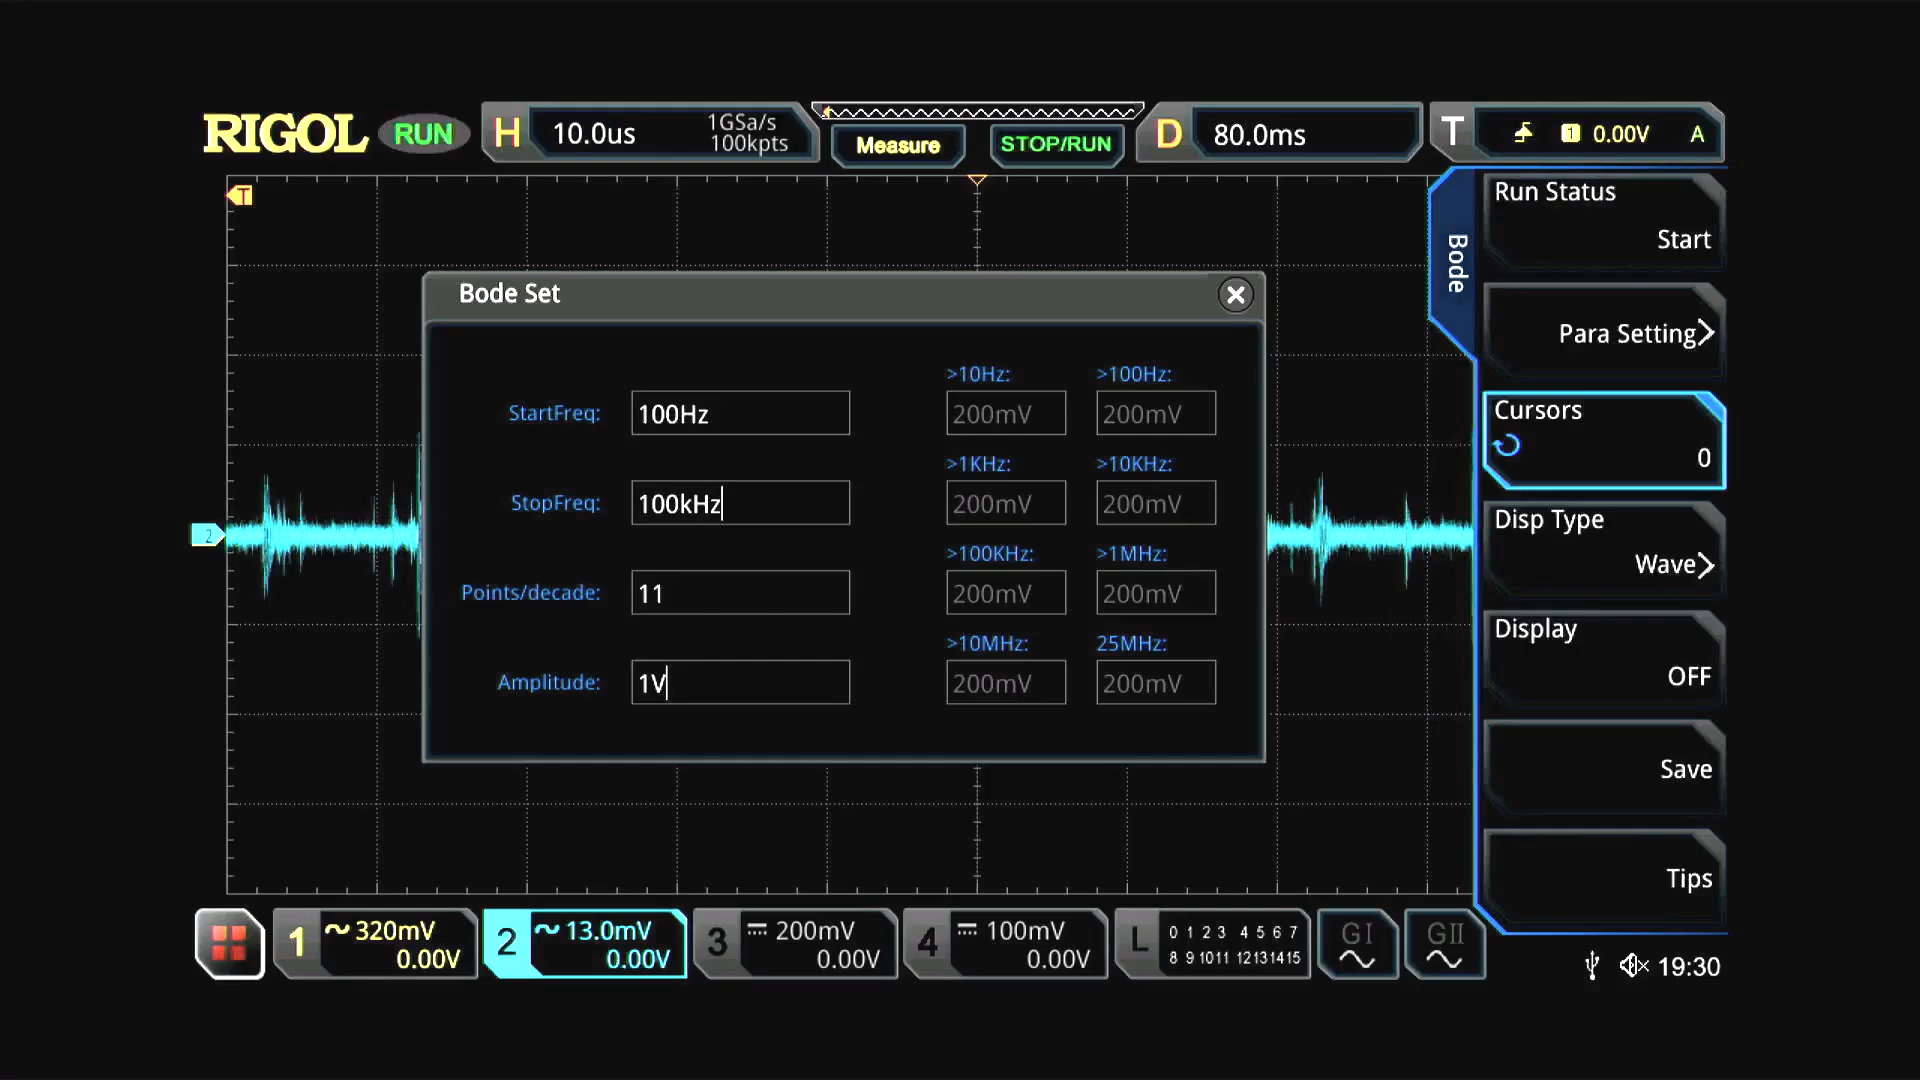 RIGOL RUN H 10.0us 1GSa/s 100kpts Measure STOP/RUN D 80.0ms T 1 0.00V A
T
Bode Set
StartFreq: 100Hz
StopFreq: 100kHz
Points/decade: 11
Amplitude: 1V
>10Hz: >100Hz:
200mV 200mV
>1KHz: >10KHz:
200mV 200mV
>100KHz: >1MHz:
200mV 200mV
>10MHz: 25MHz:
200mV 200mV
2
Bode
Run Status
Start
Para Setting
Cursors
0
Disp Type
Wave
Display
OFF
Save
Tips
1 320mV
0.00V
2 13.0mV
0.00V
3 200mV
0.00V
4 100mV
0.00V
L 0 1 2 3 4 5 6 7
8 9 10 11 12 13 14 15
GI
GII
19:30